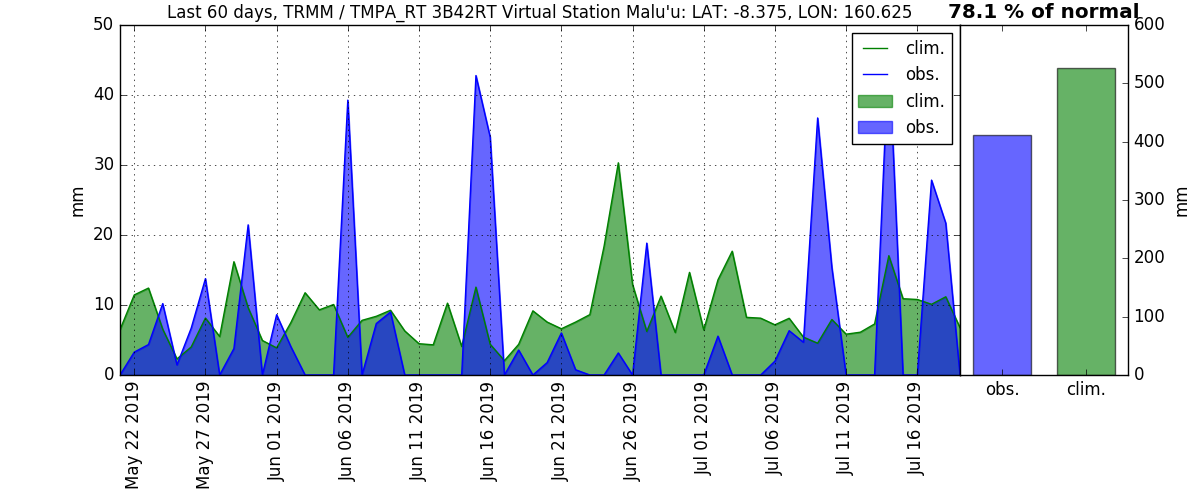 Last 60 days, TRMM / TMPA_RT 3B42RT Virtual Station Malu'u: LAT: -8.375, LON: 160.625
78.1 % of normal
50
40
30
20
10
0
mm
clim.
obs.
clim.
obs.
600
500
400
300
200
100
0
mm
May 22 2019
May 27 2019
Jun 01 2019
Jun 06 2019
Jun 11 2019
Jun 16 2019
Jun 21 2019
Jun 26 2019
Jul 01 2019
Jul 06 2019
Jul 11 2019
Jul 16 2019
obs.
clim.